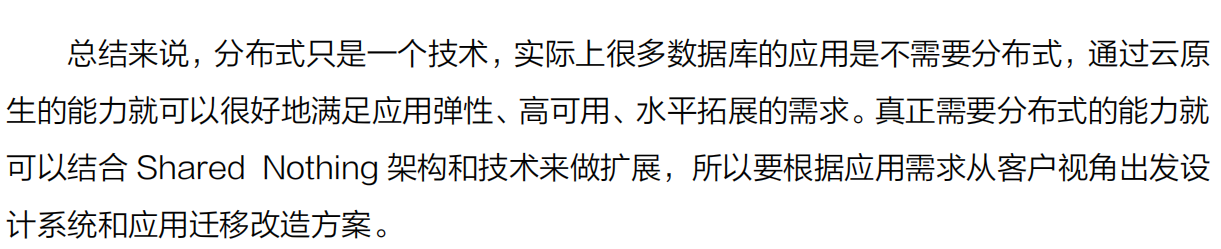 总结来说，分布式只是一个技术，实际上很多数据库的应用是不需要分布式，通过云原
生的能力就可以很好地满足应用弹性、高可用、水平拓展的需求。真正需要分布式的能力就
可以结合 Shared Nothing 架构和技术来做扩展，所以要根据应用需求从客户视角出发设
计系统和应用迁移改造方案。